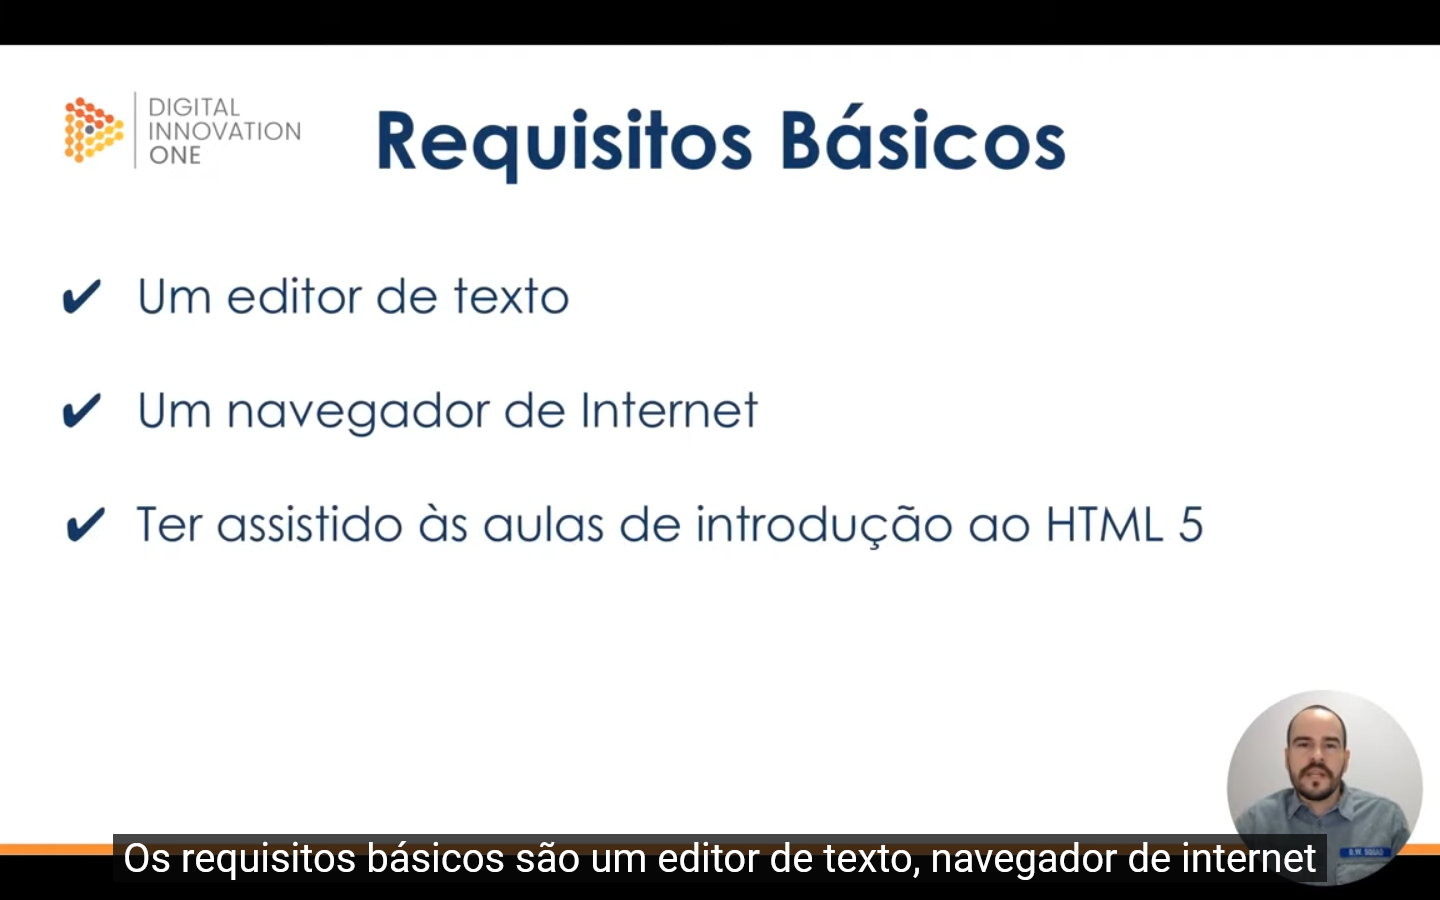 DIGITAL
INNOVATION
ONE
Requisitos Básicos
✔ Um editor de texto
✔ Um navegador de Internet
✔ Ter assistido às aulas de introdução ao HTML 5
Os requisitos básicos são um editor de texto, navegador de internet